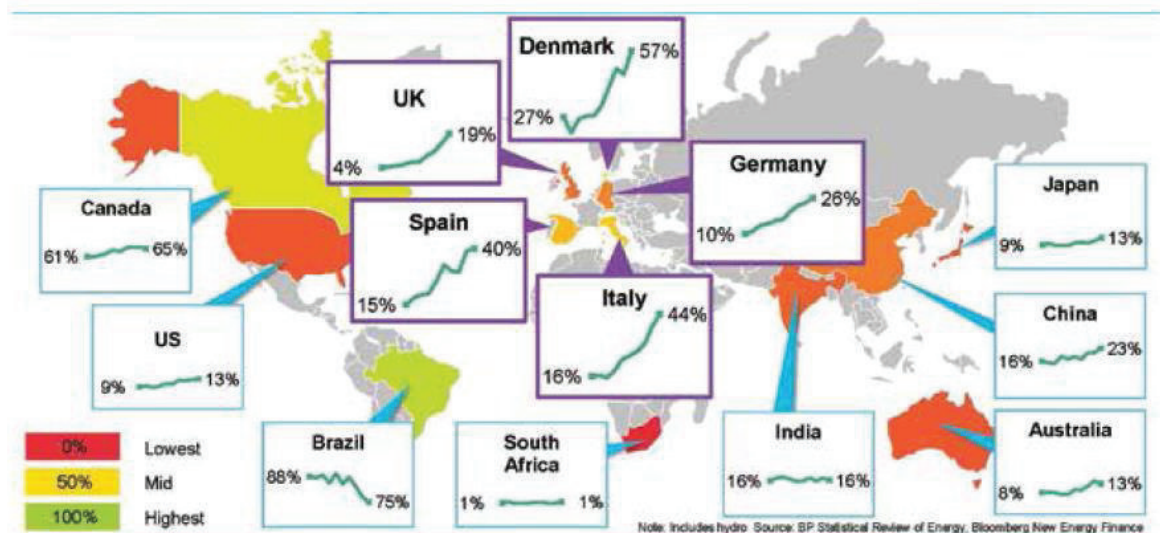 Denmark
27%
57%
UK
4%
19%
Germany
10%
26%
Japan
9%
13%
Canada
61%
65%
Spain
15%
40%
Italy
16%
44%
China
16%
23%
US
9%
13%
Brazil
88%
75%
South
Africa
1%
1%
India
16%
16%
Australia
8%
13%
0% Lowest
50% Mid
100% Highest
Note: Includes hydro Source: BP Statistical Review of Energy, Bloomberg New Energy Finance